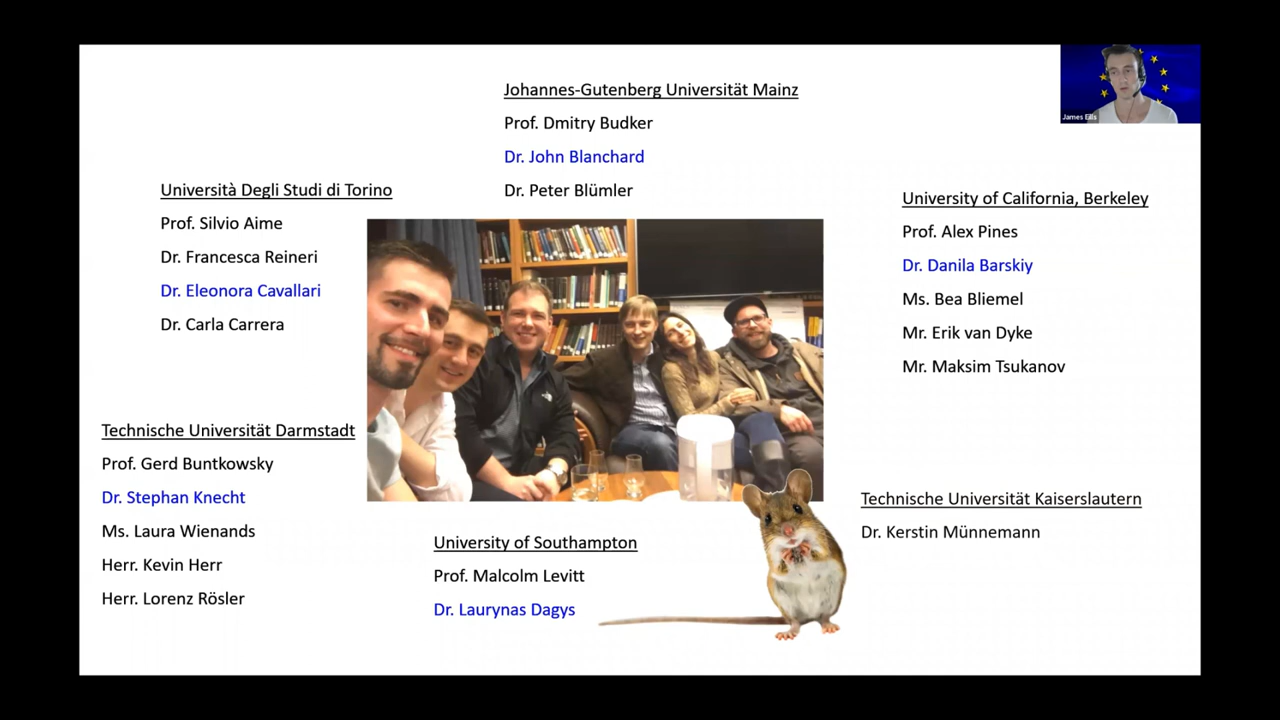 Johannes-Gutenberg Universität Mainz
Prof. Dmitry Budker
Dr. John Blanchard
Dr. Peter Blümler
Università Degli Studi di Torino
Prof. Silvio Aime
Dr. Francesca Reineri
Dr. Eleonora Cavallari
Dr. Carla Carrera
University of California, Berkeley
Prof. Alex Pines
Dr. Danila Barskiy
Ms. Bea Bliemel
Mr. Erik van Dyke
Mr. Maksim Tsukanov
Technische Universität Darmstadt
Prof. Gerd Buntkowsky
Dr. Stephan Knecht
Ms. Laura Wienands
Herr. Kevin Herr
Herr. Lorenz Rösler
University of Southampton
Prof. Malcolm Levitt
Dr. Laurynas Dagys
Technische Universität Kaiserslautern
Dr. Kerstin Münnemann
James Eills